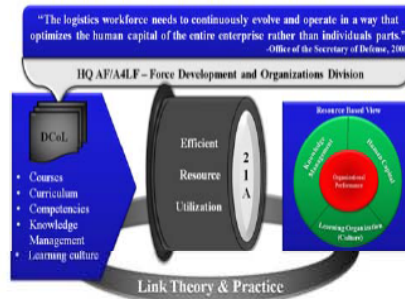 "The logistics workforce needs to continuously evolve and operate in a way that
optimizes the human capital of the entire enterprise rather than individuals parts."
-Office of the Secretary of Defense, 200
HQ AF/A4LF – Force Development and Organizations Division
DCoL
• Courses
• Curriculum
• Competencies
• Knowledge
Management
• Learning culture
Efficient
Resource
Utilization
21A
Resource Based View
Knowledge
Management
Human Capital
Organizational
Performance
Learning Organization
(Culture)
Link Theory & Practice